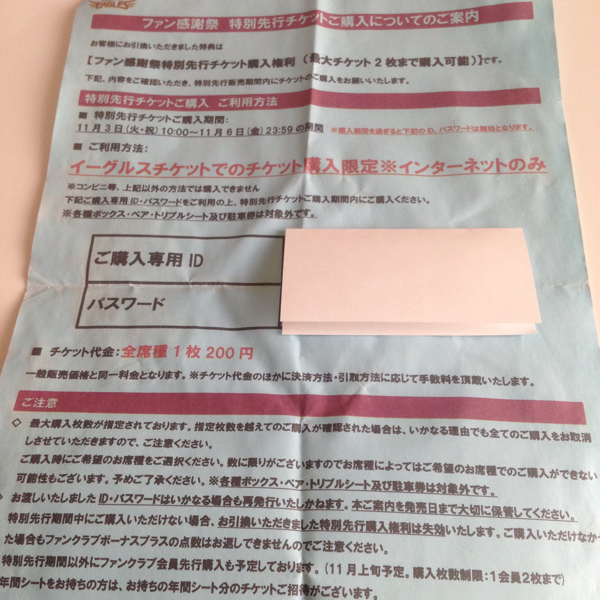 EAGLES
ファン感謝祭 特別先行チケットご購入についてのご案内
お客様にお引換いただきました特典は
【ファン感謝祭特別先行チケット購入権利（最大チケット2枚まで購入可能）】です。
下記、内容をご確認いただき、特別先行販売期間内にチケットのご購入をお願いいたします。
特別先行チケットご購入 ご利用方法
■ 特別先行チケットご購入期間:
11月3日(火・祝)10:00～11月6日(金)23:59の期間 ※購入期間を過ぎると下記のID、パスワードは無効となります。
■ ご利用方法:
イーグルスチケットでのチケット購入限定※インターネットのみ
※コンビニ等、上記以外の方法では購入できません
下記ご購入専用ID・パスワードをご利用の上、特別先行チケットご購入期間内にご購入ください。
※各種ボックス・ペア・トリプルシート及び駐車券は対象外です。
ご購入専用 ID
パスワード
■ チケット代金:全席種1枚200円
一般販売価格と同一料金となります。※チケット代金のほかに決済方法・引取方法に応じて手数料を頂戴いたします。
ご注意
◇ 最大購入枚数が指定されております。指定枚数を越えてのご購入が確認された場合は、いかなる理由でも全てのご購入をお取消
しさせていただきますので、ご注意ください。
ご購入時にご希望のお席種をご選択ください。数に限りがございますのでお席種によってはご希望のお席種でのご購入ができない
可能性もございます。予めご了承ください。※各種ボックス・ペア・トリプルシート及び駐車券は対象外です。
◇ お渡しいたしましたID・パスワードはいかなる場合も再発行いたしかねます。本ご案内を発売日まで大切に保管してください。
特別先行期間中にご購入いただけない場合、お引換いただきました特別先行購入権利は失効いたします。ご購入いただけなかっ
た場合もファンクラブボーナスプラスの点数はお返しできませんのでご注意ください。
特別先行期間以外にファンクラブ会員先行購入も予定しております。(11月上旬予定。購入枚数制限:1会員2枚まで)
年間シートをお持ちの方は、お持ちの年間シート分のチケットご招待がございます。